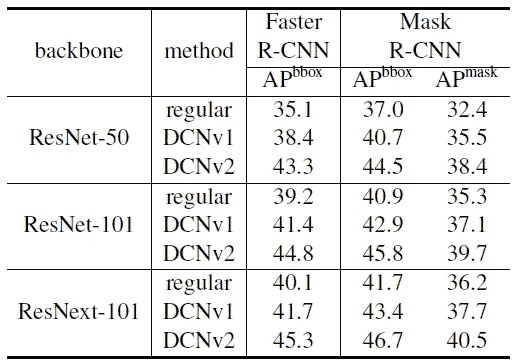 Faster Mask
backbone method R-CNN R-CNN
AP^bbox AP^bbox AP^mask
regular 35.1 37.0 32.4
ResNet-50 DCNv1 38.4 40.7 35.5
DCNv2 43.3 44.5 38.4
regular 39.2 40.9 35.3
ResNet-101 DCNv1 41.4 42.9 37.1
DCNv2 44.8 45.8 39.7
regular 40.1 41.7 36.2
ResNext-101 DCNv1 41.7 43.4 37.7
DCNv2 45.3 46.7 40.5